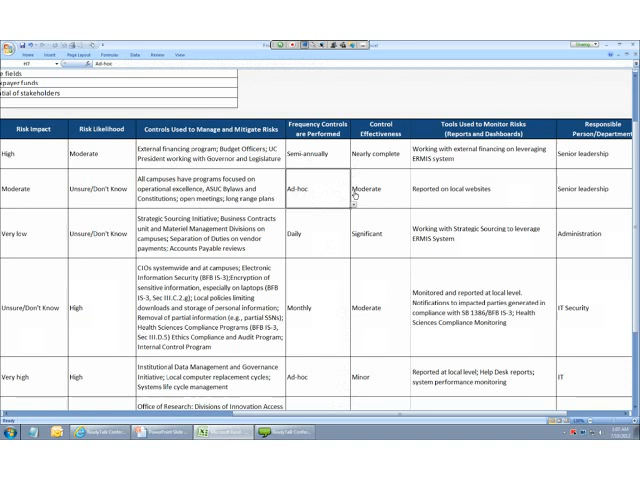 Sharing
Home Insert Page Layout Formulas Data Review View
H7 Ad-hoc
e fields
xpayer funds
ntial of stakeholders
Risk Impact Risk Likelihood Controls Used to Manage and Mitigate Risks Frequency Controls are Performed Control Effectiveness Tools Used to Monitor Risks (Reports and Dashboards) Responsible Person/Department
High Moderate External financing program; Budget Officers; UC
President working with Governor and Legislature
Semi-annually Nearly complete Working with external financing on leveraging
ERMIS system
Senior leadership
Moderate Unsure/Don't Know All campuses have programs focused on
operational excellence, ASUC Bylaws and
Constitutions; open meetings; long range plans
Ad-hoc Moderate Reported on local websites Senior leadership
Very low Unsure/Don't Know Strategic Sourcing Initiative; Business Contracts
unit and Materiel Management Divisions on
campuses; Separation of Duties on vendor
payments; Accounts Payable reviews
Daily Significant Working with Strategic Sourcing to leverage
ERMIS System
Administration
Unsure/Don't Know High CIOs systemwide and at campuses; Electronic
Information Security (BFB IS-3);Encryption of
sensitive information, especially on laptops (BFB
IS-3, Sec III.C.2.g); Local policies limiting
downloads and storage of personal information;
Removal of partial information (e.g., partial SSNs);
Health Sciences Compliance Programs (BFB IS-3,
Sec III.D.5) Ethics Compliance and Audit Program;
Internal Control Program
Monthly Moderate Monitored and reported at local level.
Notifications to impacted parties generated in
compliance with SB 1386/BFB IS-3; Health
Sciences Compliance Monitoring
IT Security
Very high High Institutional Data Management and Governance
Initiative; Local computer replacement cycles;
Systems life cycle management
Ad-hoc Minor Reported at local level; Help Desk reports;
system performance monitoring
IT
Office of Research: Divisions of Innovation Access
Ready
ReadyTalk Confe... PowerPoint Slide ... Microsoft Excel ... ReadyTalk Confe...